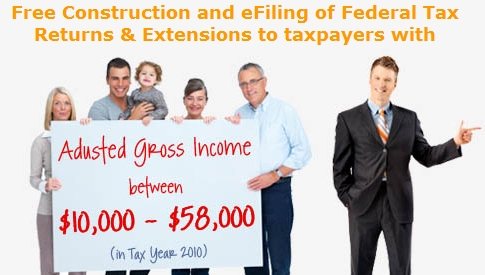 Free Construction and eFiling of Federal Tax
Returns & Extensions to taxpayers with
Adusted Gross Income
between
$10,000 - $58,000
(in Tax Year 2010)